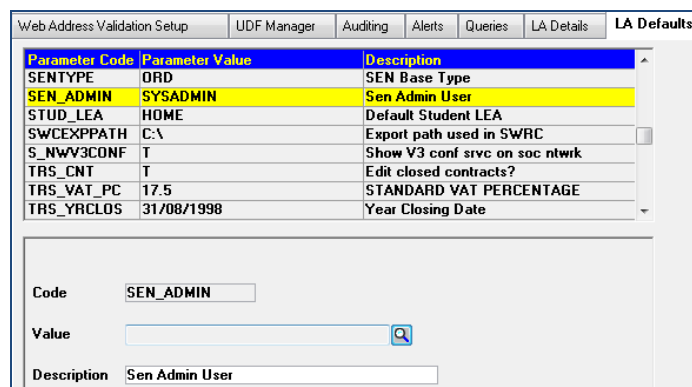 Web Address Validation Setup UDF Manager Auditing Alerts Queries LA Details LA Defaults
Parameter Code Parameter Value Description
SENTYPE ORD SEN Base Type
SEN_ADMIN SYSADMIN Sen Admin User
STUD_LEA HOME Default Student LEA
SWCEXPPATH C:\ Export path used in SWRC
S_NWV3CONF T Show V3 conf srvc on soc ntwrk
TRS_CNT T Edit closed contracts?
TRS_VAT_PC 17.5 STANDARD VAT PERCENTAGE
TRS_YRCLOS 31/08/1998 Year Closing Date
Code SEN_ADMIN
Value
Description Sen Admin User